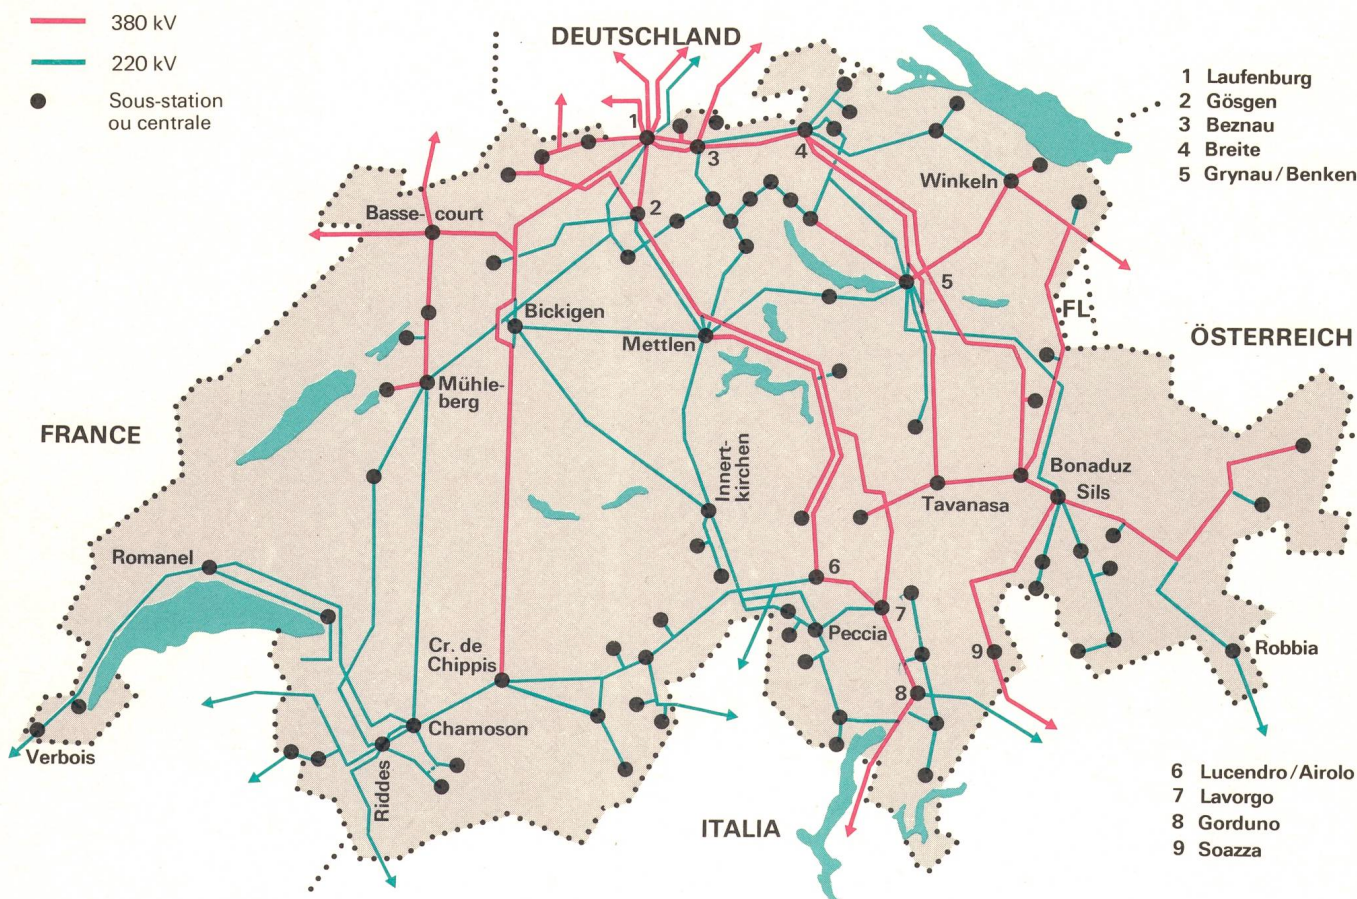 380 kV
220 kV
Sous-station
ou centrale
DEUTSCHLAND
1 Laufenburg
2 Gösgen
3 Beznau
4 Breite
5 Grynau/Benken
1
3
4
Winkeln
Basse-court
2
5
FL
Bickigen
Mettlen
ÖSTERREICH
Mühle-
berg
FRANCE
Innert-
kirchen
Bonaduz
Sils
Tavanasa
Romanel
6
7
Peccia
Cr. de
Chippis
9
Robbia
8
Chamoson
Verbois
Riddes
ITALIA
6 Lucendro/Airolo
7 Lavorgo
8 Gorduno
9 Soazza